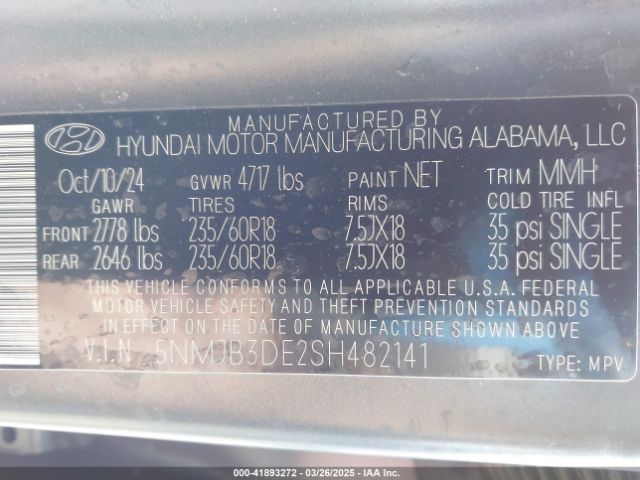 MANUFACTURED BY
HYUNDAI MOTOR MANUFACTURING ALABAMA, LLC
Oct/10/24 GVWR 4717 lbs PAINT NET TRIM MMH
GAWR TIRES RIMS COLD TIRE INFL
FRONT 2778 lbs 235/60R18 7.5JX18 35 psi SINGLE
REAR 2646 lbs 235/60R18 7.5JX18 35 psi SINGLE
THIS VEHICLE CONFORMS TO ALL APPLICABLE U.S.A. FEDERAL
MOTOR VEHICLE SAFETY AND THEFT PREVENTION STANDARDS
IN EFFECT ON THE DATE OF MANUFACTURE SHOWN ABOVE.
V.I.N. 5NMJB3DE2SH482141
TYPE: MPV
000-41893272 - 03/26/2025 - IAAI.COM